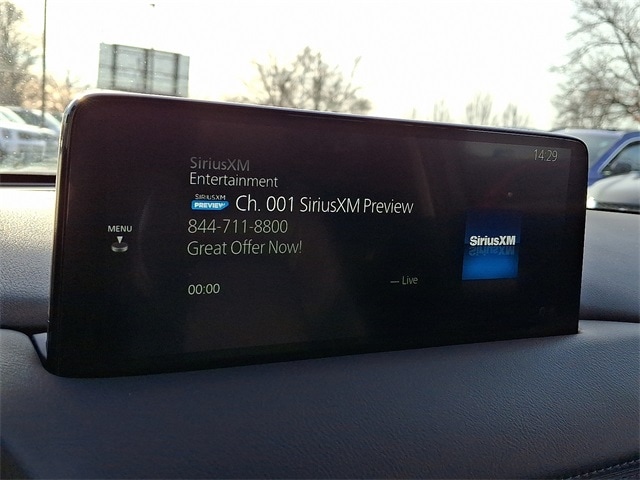 14:29
SiriusXM
Entertainment
SIRIUSXM PREVIEW Ch. 001 SiriusXM Preview
MENU
844-711-8800
Great Offer Now!
SiriusXM
00:00
— Live